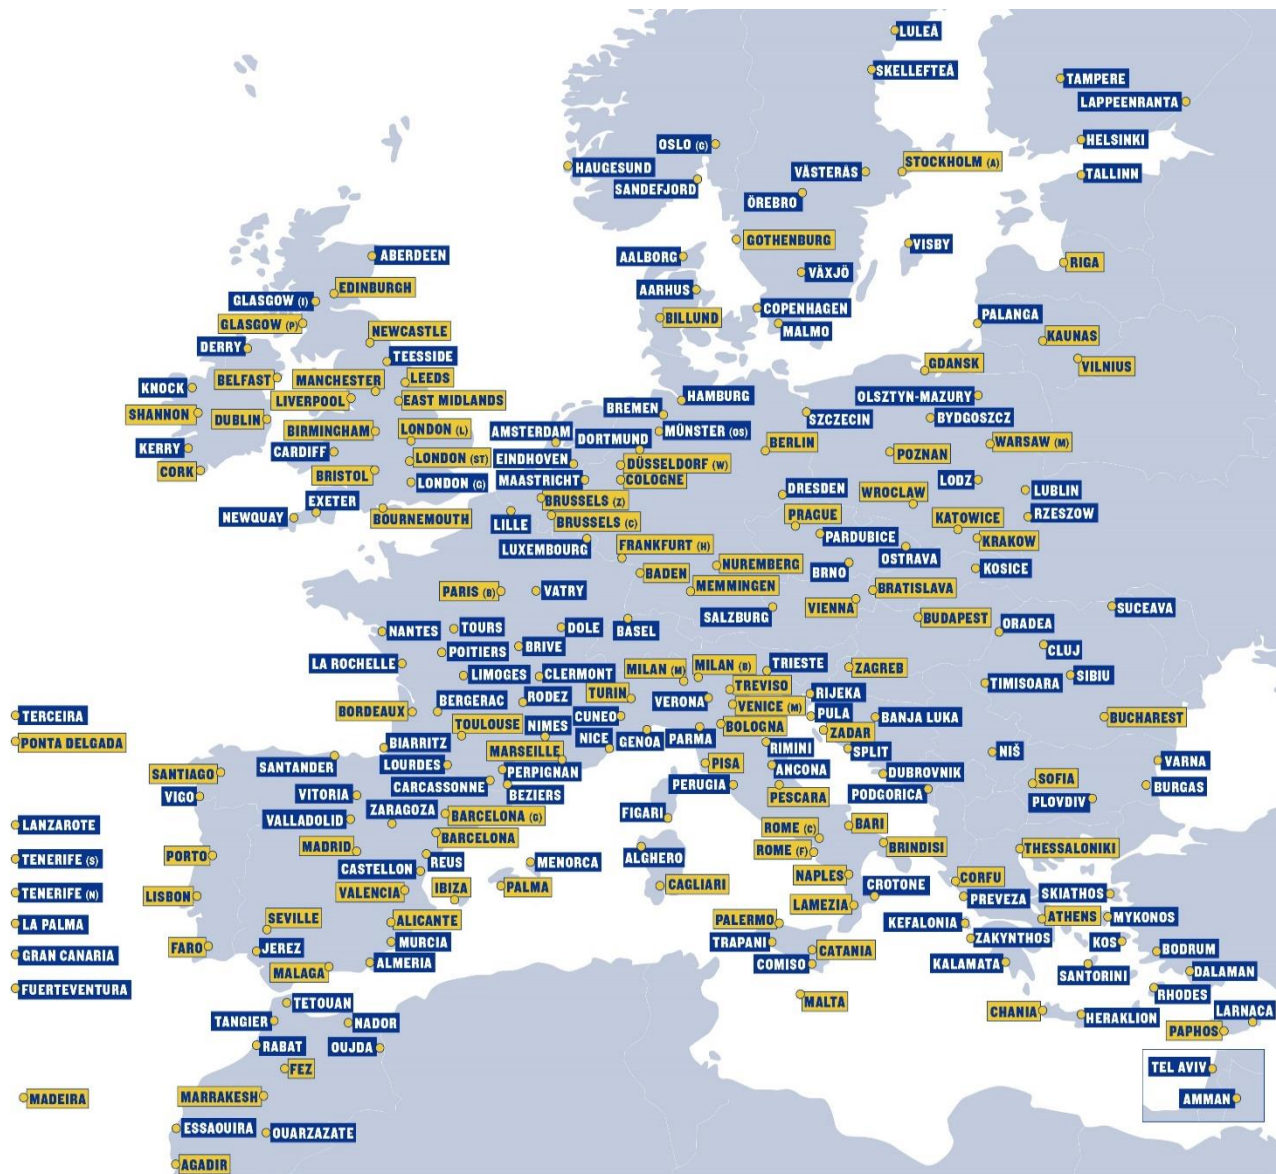 LULEÅ
SKELLEFTEÅ
TAMPERE
LAPPEENRANTA
OSLO (G)
HELSINKI
HAUGESUND
VÄSTERÅS
STOCKHOLM (A)
SANDEFJORD
TALLINN
ÖREBRO
GOTHENBURG
VISBY
ABERDEEN
AALBORG
RIGA
VÄXJÖ
EDINBURGH
AARHUS
GLASGOW (I)
COPENHAGEN
BILLUND
PALANGA
GLASGOW (P)
NEWCASTLE
MALMO
KAUNAS
DERRY
TEESSIDE
GDANSK
VILNIUS
BELFAST
MANCHESTER
LEEDS
KNOCK
HAMBURG
OLSZTYN-MAZURY
LIVERPOOL
EAST MIDLANDS
SHANNON
DUBLIN
BREMEN
SZCZECIN
BYDGOSZCZ
BIRMINGHAM
LONDON (L)
AMSTERDAM
DORTMUND
MÜNSTER (OS)
BERLIN
WARSAW (M)
KERRY
CARDIFF
POZNAN
CORK
LONDON (ST)
EINDHOVEN
DÜSSELDORF (W)
BRISTOL
LONDON (G)
MAASTRICHT
COLOGNE
DRESDEN
WROCLAW
LODZ
LUBLIN
EXETER
BRUSSELS (Z)
NEWQUAY
BOURNEMOUTH
LILLE
BRUSSELS (C)
PRAGUE
KATOWICE
RZESZOW
LUXEMBOURG
FRANKFURT (H)
PARDUBICE
KRAKOW
OSTRAVA
BADEN
NUREMBERG
BRNO
KOSICE
PARIS (B)
VATRY
MEMMINGEN
BRATISLAVA
SALZBURG
VIENNA
BUDAPEST
SUCEAVA
NANTES
TOURS
DOLE
BASEL
ORADEA
POITIERS
BRIVE
CLUJ
LA ROCHELLE
LIMOGES
CLERMONT
MILAN (M)
MILAN (B)
TRIESTE
ZAGREB
TIMISOARA
SIBIU
BERGERAC
RODEZ
TURIN
VERONA
TREVISO
RIJEKA
TERCEIRA
BORDEAUX
CUNEO
VENICE (M)
PULA
BANJA LUKA
BUCHAREST
TOULOUSE
NIMES
BOLOGNA
ZADAR
PONTA DELGADA
BIARRITZ
NICE
GENOA
PARMA
RIMINI
SPLIT
NIŠ
MARSEILLE
VARNA
SANTANDER
LOURDES
PISA
ANCONA
SANTIAGO
CARCASSONNE
PERPIGNAN
DUBROVNIK
SOFIA
BURGAS
VIGO
VITORIA
BEZIERS
PERUGIA
PESCARA
PODGORICA
PLOVDIV
ZARAGOZA
BARCELONA (G)
FIGARI
LANZAROTE
VALLADOLID
BARCELONA
ROME (C)
BARI
MADRID
REUS
ALGHERO
ROME (F)
BRINDISI
THESSALONIKI
TENERIFE (S)
PORTO
CASTELLON
MENORCA
NAPLES
CORFU
TENERIFE (N)
LISBON
VALENCIA
IBIZA
PALMA
CAGLIARI
CROTONE
PREVEZA
SKIATHOS
LAMEZIA
LA PALMA
SEVILLE
ALICANTE
PALERMO
KEFALONIA
ATHENS
MYKONOS
GRAN CANARIA
FARO
JEREZ
MURCIA
TRAPANI
CATANIA
ZAKYNTHOS
KOS
BODRUM
MALAGA
ALMERIA
COMISO
KALAMATA
SANTORINI
DALAMAN
FUERTEVENTURA
TETOUAN
MALTA
RHODES
TANGIER
NADOR
CHANIA
HERAKLION
LARNACA
RABAT
OUJDA
PAPHOS
FEZ
TEL AVIV
MADEIRA
MARRAKESH
AMMAN
ESSAOUIRA
OUARZAZATE
AGADIR